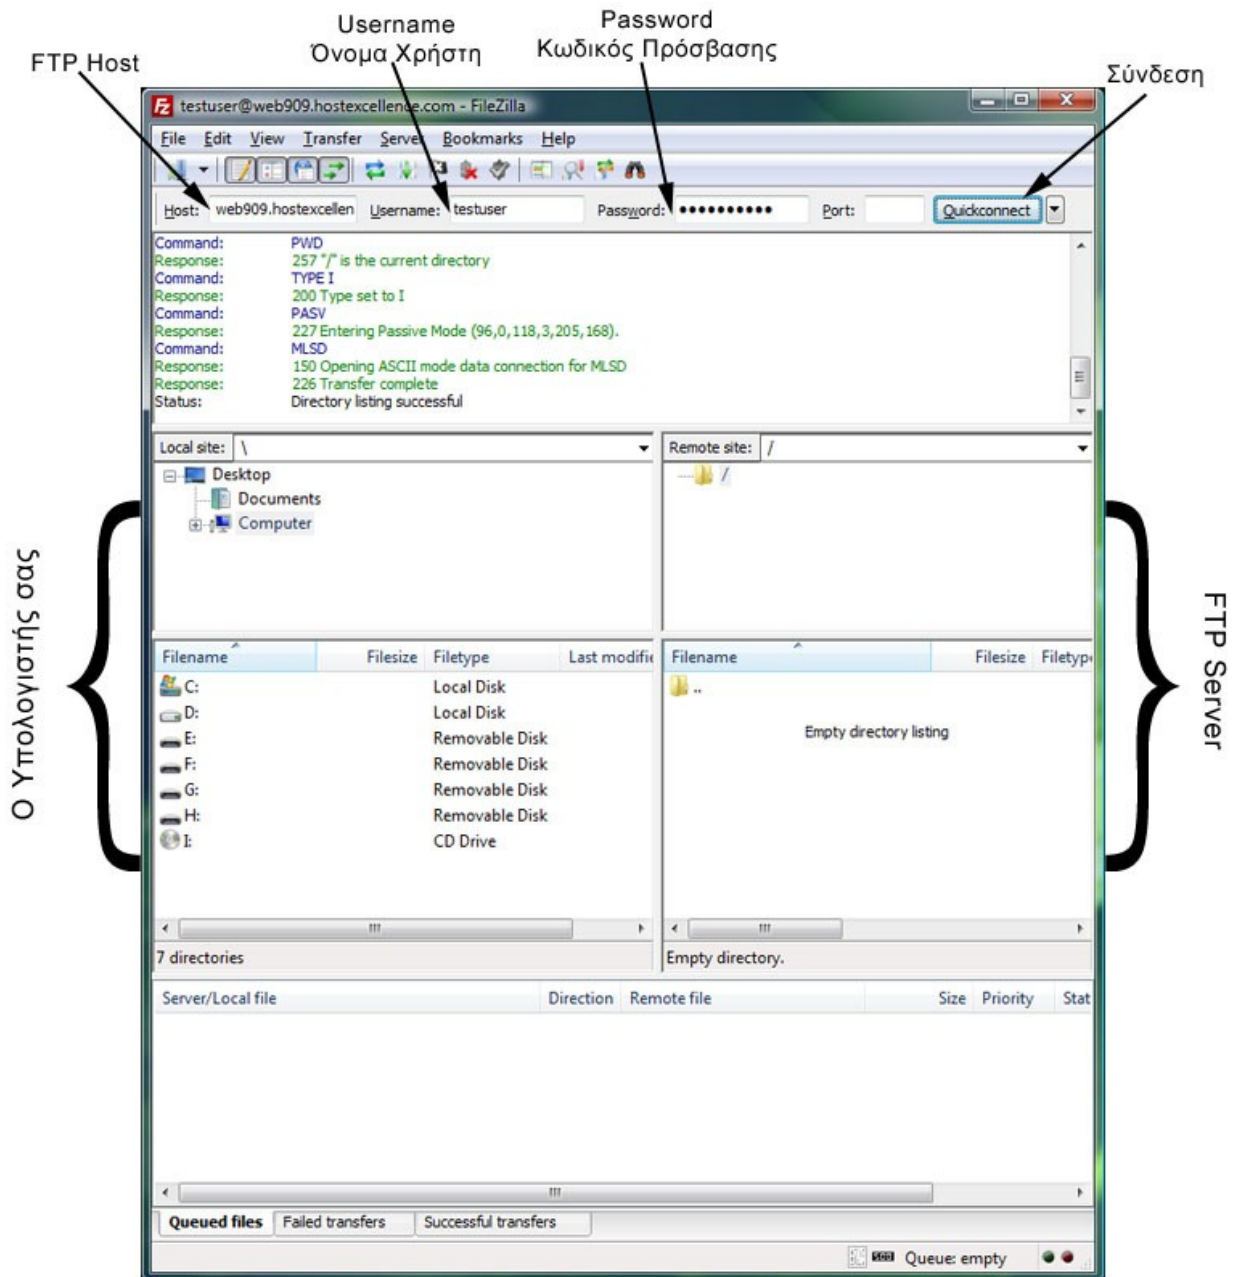 Username
Όνομα Χρήστη
Password
Κωδικός Πρόσβασης
FTP Host
Σύνδεση
testuser@web909.hostexcellence.com - FileZilla
File Edit View Transfer Server Bookmarks Help
Host: web909.hostexcellen Username: testuser Password: •••••••••• Port: Quickconnect
Command: PWD
Response: 257 "/" is the current directory
Command: TYPE I
Response: 200 Type set to I
Command: PASV
Response: 227 Entering Passive Mode (96,0,118,3,205,168).
Command: MLSD
Response: 150 Opening ASCII mode data connection for MLSD
Response: 226 Transfer complete
Status: Directory listing successful
Local site: \
Desktop
Documents
Computer
Remote site: /
/
Ο Υπολογιστής σας
FTP Server
Filename Filesize Filetype Last modifie
C: Local Disk
D: Local Disk
E: Removable Disk
F: Removable Disk
G: Removable Disk
H: Removable Disk
I: CD Drive
7 directories
Filename Filesize Filetype
..
Empty directory listing
Empty directory.
Server/Local file Direction Remote file Size Priority Stat
Queued files Failed transfers Successful transfers
Queue: empty